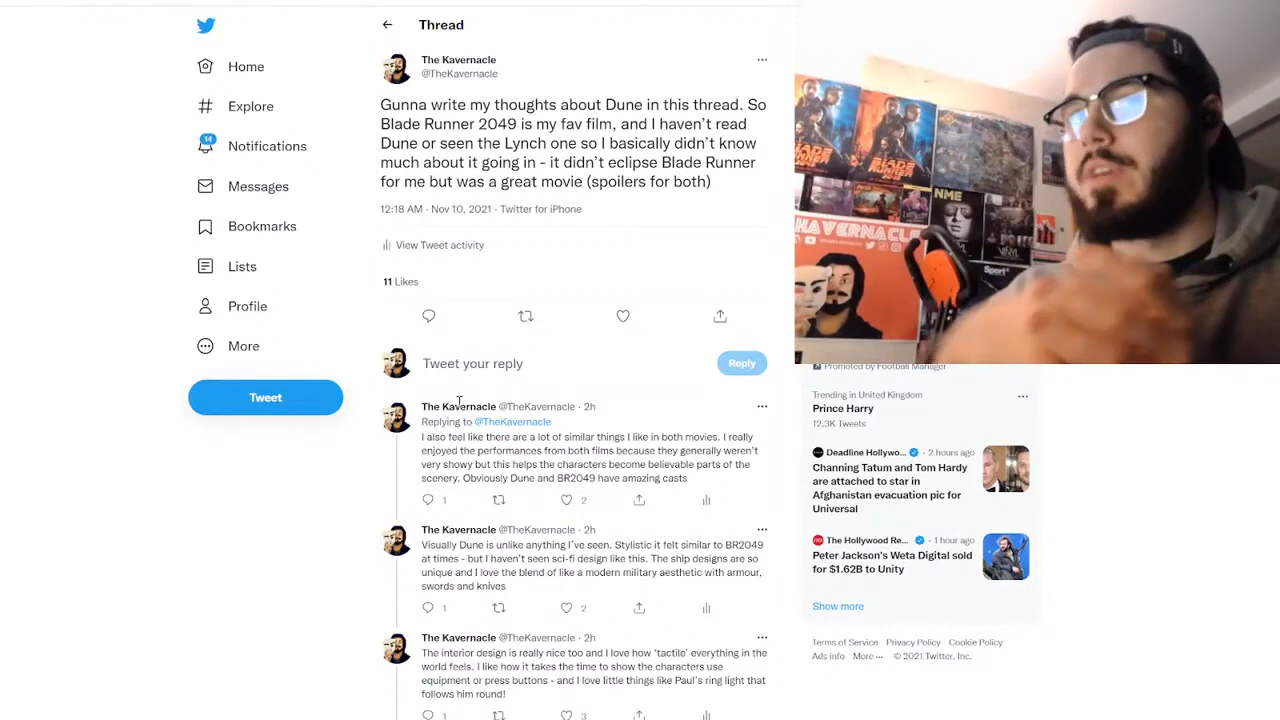 Thread
The Kavernacle
@TheKavernacle
Gunna write my thoughts about Dune in this thread. So
Blade Runner 2049 is my fav film, and I haven't read
Dune or seen the Lynch one so I basically didn't know
much about it going in - it didn't eclipse Blade Runner
for me but was a great movie (spoilers for both)
12:18 AM · Nov 10, 2021 · Twitter for iPhone
View Tweet activity
11 Likes
Tweet your reply
Reply
The Kavernacle @TheKavernacle · 2h
Replying to @TheKavernacle
I also feel like there are a lot of similar things I like in both movies. I really
enjoyed the performances from both films because they generally weren't
very showy but this helps the characters become believable parts of the
scenery. Obviously Dune and BR2049 have amazing casts
1 2
The Kavernacle @TheKavernacle · 2h
Visually Dune is unlike anything I've seen. Stylistic it felt similar to BR2049
at times - but I haven't seen sci-fi design like this. The ship designs are so
unique and I love the blend of like a modern military aesthetic with armour,
swords and knives
1 2
The Kavernacle @TheKavernacle · 2h
The interior design is really nice too and I love how 'tactile' everything in the
world feels. I like how it takes the time to show the characters use
equipment or press buttons - and I love little things like Paul's ring light that
follows him round!
1 3
Home
Explore
14
Notifications
Messages
Bookmarks
Lists
Profile
More
Tweet
BLADE
RUNNER
BLADE
RUNNER
NME
VINYL
HAVERNACLE
Sport
Promoted by Football Manager
Trending in United Kingdom
Prince Harry
12.3K Tweets
Deadline Hollywo... · 2 hours ago
Channing Tatum and Tom Hardy
are attached to star in
Afghanistan evacuation pic for
Universal
The Hollywood Re... · 1 hour ago
Peter Jackson's Weta Digital sold
for $1.62B to Unity
Show more
Terms of Service Privacy Policy Cookie Policy
Ads info More ··· © 2021 Twitter, Inc.